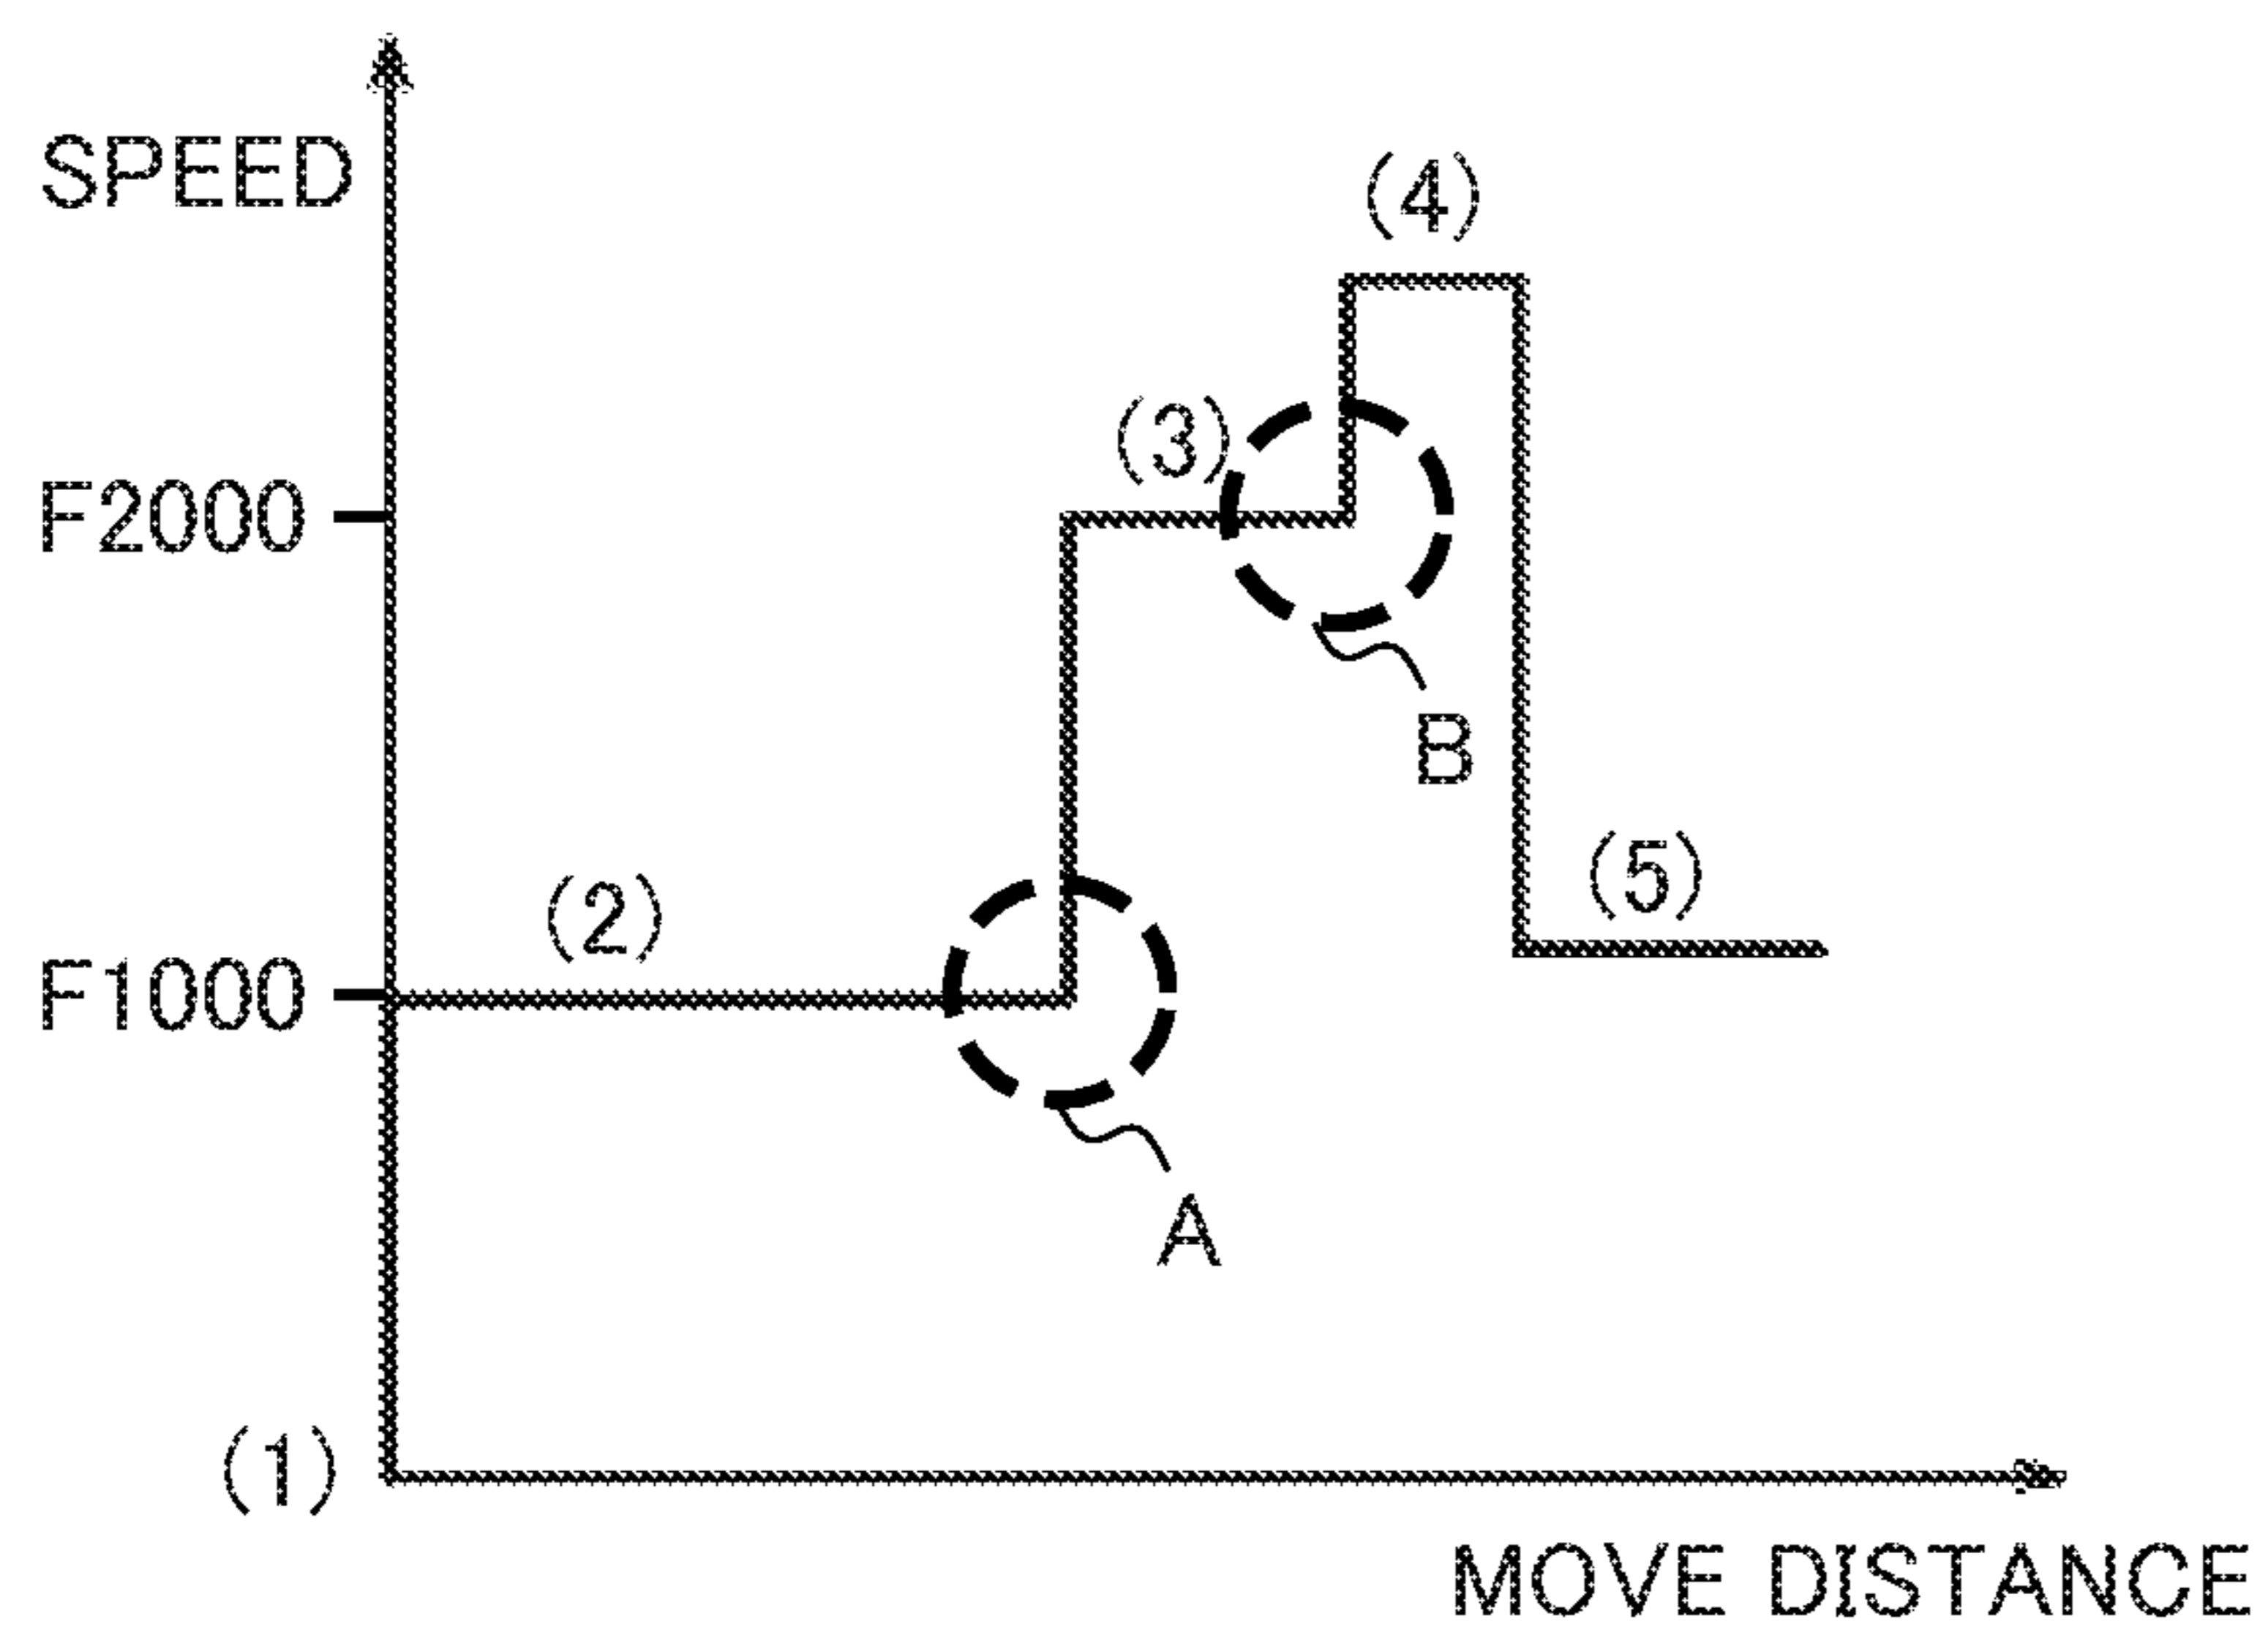 SPEED
(4)
(3)
F2000
B
(5)
(2)
F1000
A
(1)
MOVE DISTANCE